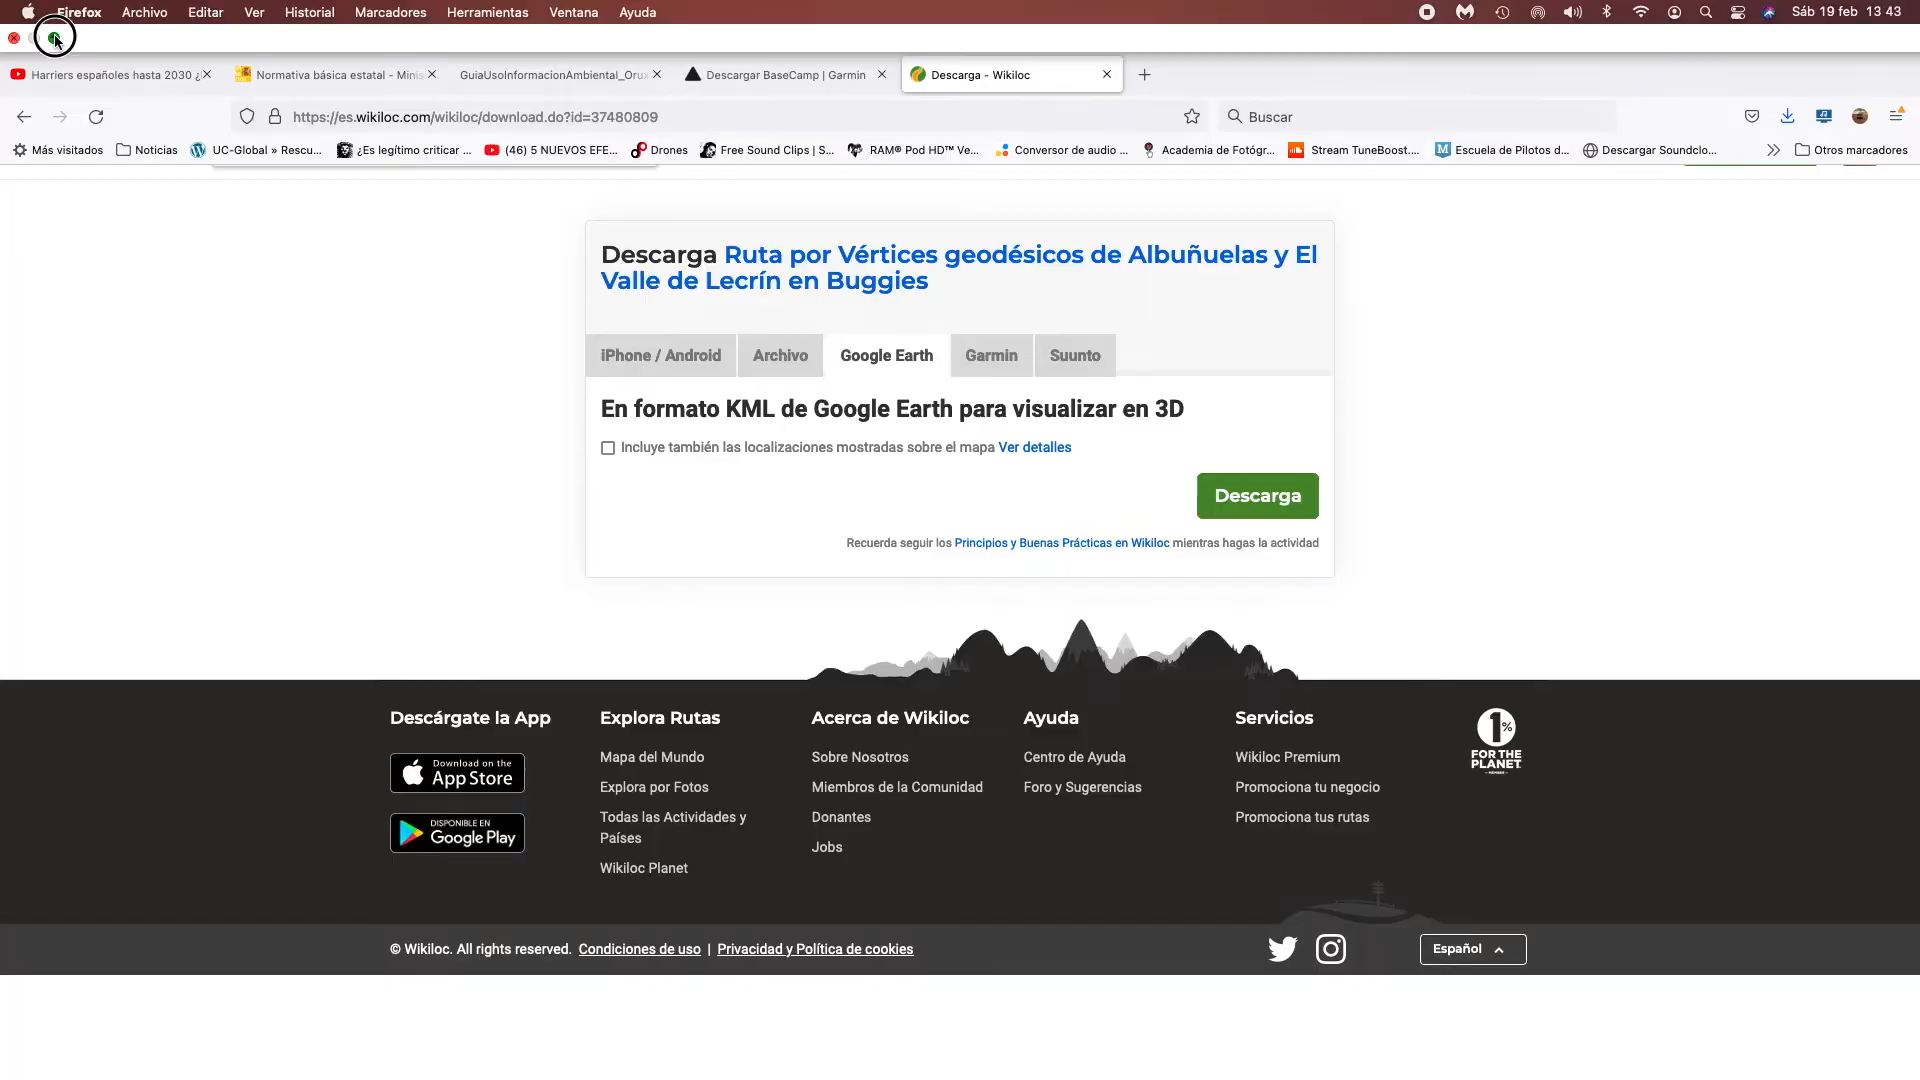 Firefox Archivo Editar Ver Historial Marcadores Herramientas Ventana Ayuda Sáb 19 feb 13 43
Harriers españoles hasta 2030 ¿
Normativa básica estatal - Minis
GuiaUsoInformacionAmbiental_Orux
Descargar BaseCamp | Garmin
Descarga - Wikiloc
https://es.wikiloc.com/wikiloc/download.do?id=37480809
Buscar
Más visitados Noticias UC-Global » Rescu... ¿Es legítimo criticar ... (46) 5 NUEVOS EFE... Drones Free Sound Clips | S... RAM® Pod HD™ Ve... Conversor de audio ... Academia de Fotógr... Stream TuneBoost.... Escuela de Pilotos d... Descargar Soundclo... Otros marcadores
Descarga Ruta por Vértices geodésicos de Albuñuelas y El
Valle de Lecrín en Buggies
iPhone / Android Archivo Google Earth Garmin Suunto
En formato KML de Google Earth para visualizar en 3D
Incluye también las localizaciones mostradas sobre el mapa Ver detalles
Descarga
Recuerda seguir los Principios y Buenas Prácticas en Wikiloc mientras hagas la actividad
Descárgate la App
Download on the
App Store
DISPONIBLE EN
Google Play
Explora Rutas
Mapa del Mundo
Explora por Fotos
Todas las Actividades y
Países
Wikiloc Planet
Acerca de Wikiloc
Sobre Nosotros
Miembros de la Comunidad
Donantes
Jobs
Ayuda
Centro de Ayuda
Foro y Sugerencias
Servicios
Wikiloc Premium
Promociona tu negocio
Promociona tus rutas
1%
FOR THE
PLANET
© Wikiloc. All rights reserved. Condiciones de uso | Privacidad y Política de cookies
Español